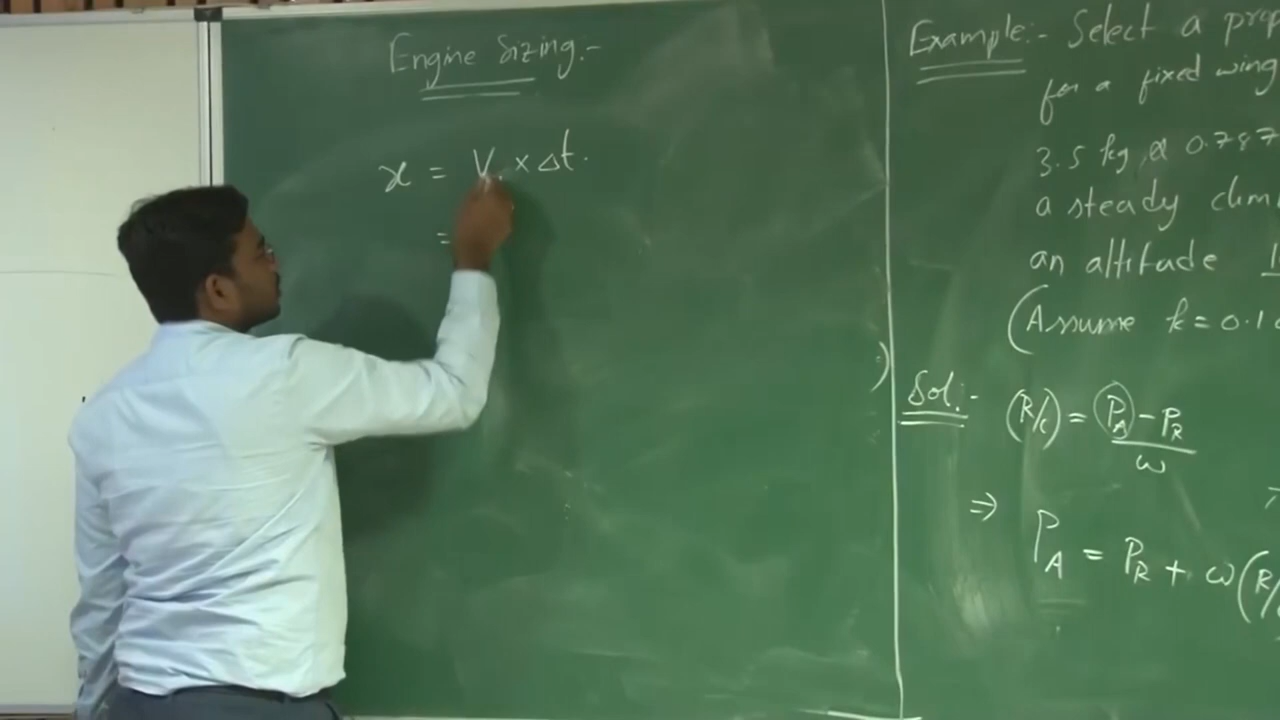 Engine Sizing:-
x = V × Δt.
=
)
Example:- Select a prop
for a fixed wing
3.5 kg, & 0.787
a steady climb
an altitude
(Assume k = 0.1
Sol:- (R/C) = (P_A) - P_R / w
⇒ P_A = P_R + w(R/